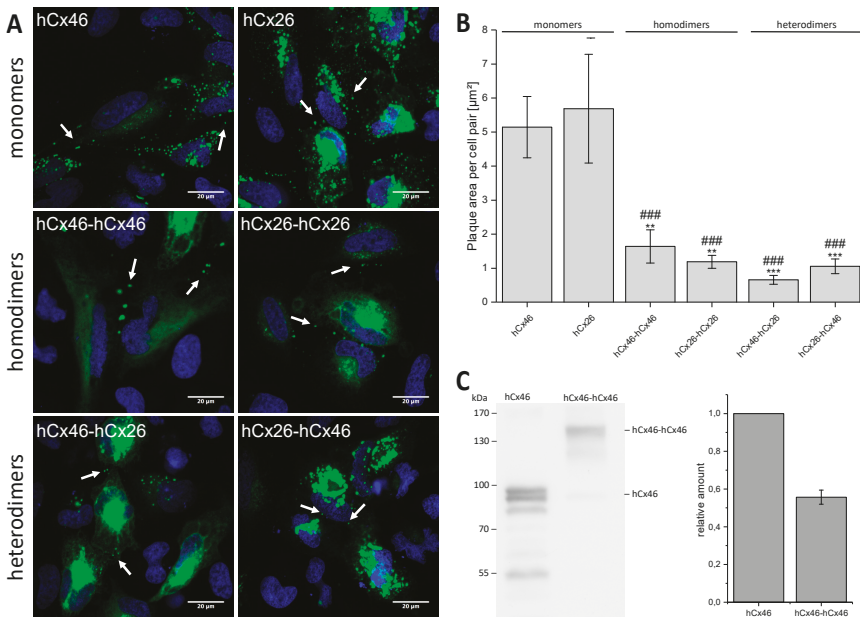 A
monomers
homodimers
heterodimers
hCx46
20 µm
hCx26
20 µm
hCx46-hCx46
20 µm
hCx26-hCx26
20 µm
hCx46-hCx26
20 µm
hCx26-hCx46
20 µm
B
monomers homodimers heterodimers
Plaque area per cell pair [µm²]
8
7
6
5
4
3
2
1
0
###
**
###
**
###
***
###
***
hCx46
hCx26
hCx46-hCx46
hCx26-hCx26
hCx46-hCx26
hCx26-hCx46
C
kDa hCx46 hCx46-hCx46
170
130
100
70
55
hCx46-hCx46
hCx46
relative amount
1,0
0,8
0,6
0,4
0,2
0,0
hCx46 hCx46-hCx46